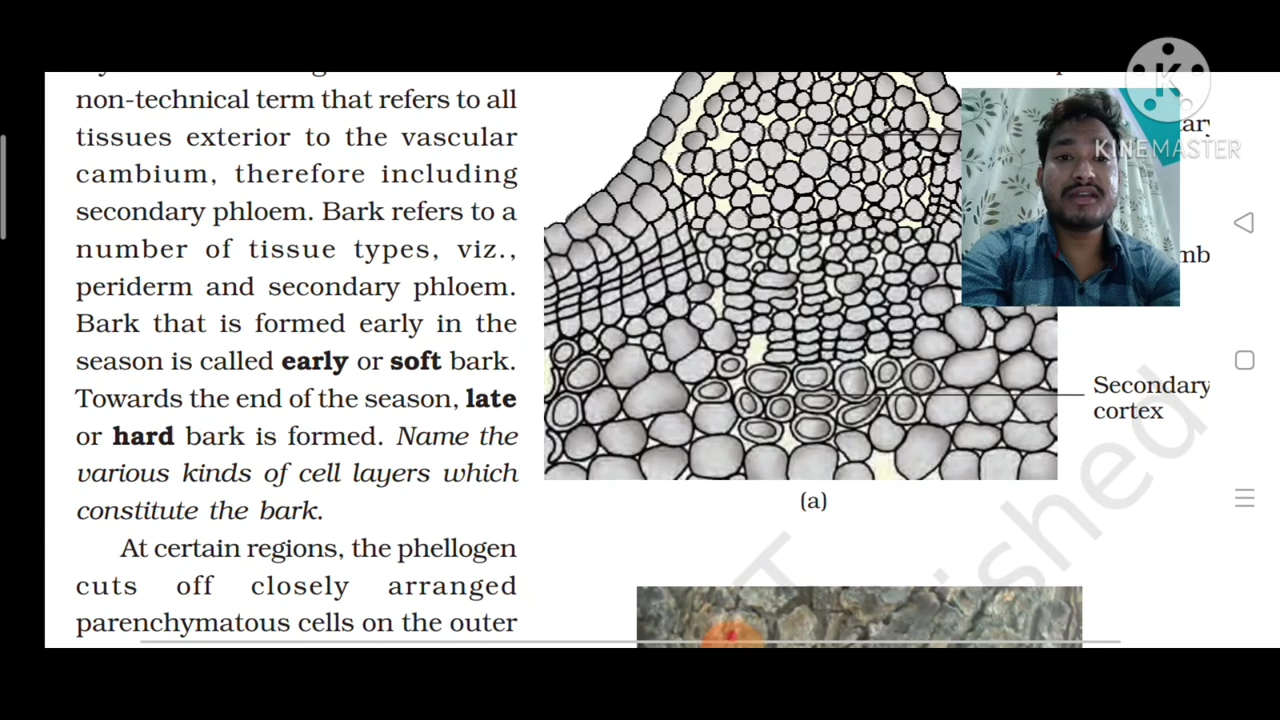 non-technical term that refers to all
tissues exterior to the vascular
cambium, therefore including
secondary phloem. Bark refers to a
number of tissue types, viz.,
periderm and secondary phloem.
Bark that is formed early in the
season is called early or soft bark.
Towards the end of the season, late
or hard bark is formed. Name the
various kinds of cell layers which
constitute the bark.
At certain regions, the phellogen
cuts off closely arranged
parenchymatous cells on the outer
Secondary
cortex
(a)
K
KINEMASTER